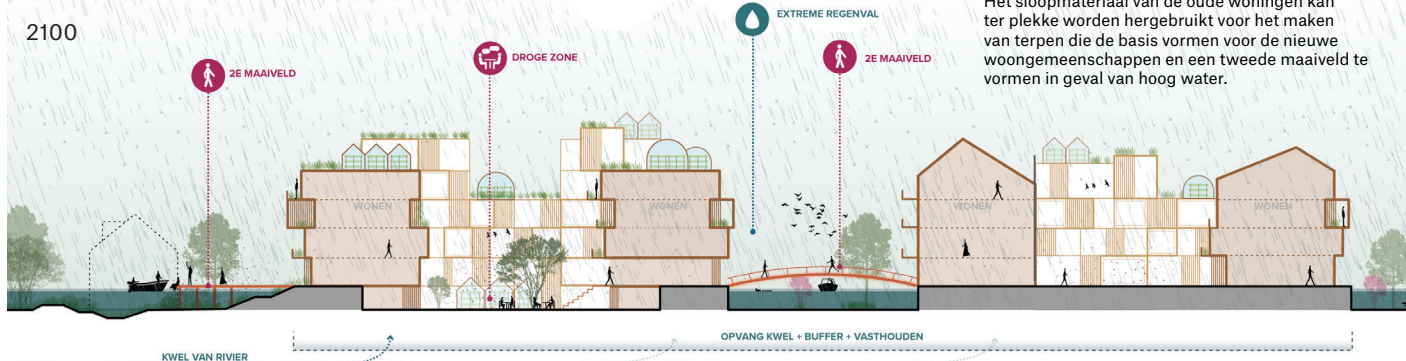 Het sloopmateriaal van de oude woningen kan
ter plekke worden hergebruikt voor het maken
van terpen die de basis vormen voor de nieuwe
woongemeenschappen en een tweede maaiveld te
vormen in geval van hoog water.
2100
EXTREME REGENVAL
2E MAAIVELD
DROGE ZONE
2E MAAIVELD
WONEN
WONEN
WONEN
WONEN
OPVANG KWEL + BUFFER + VASTHOUDEN
KWEL VAN RIVIER